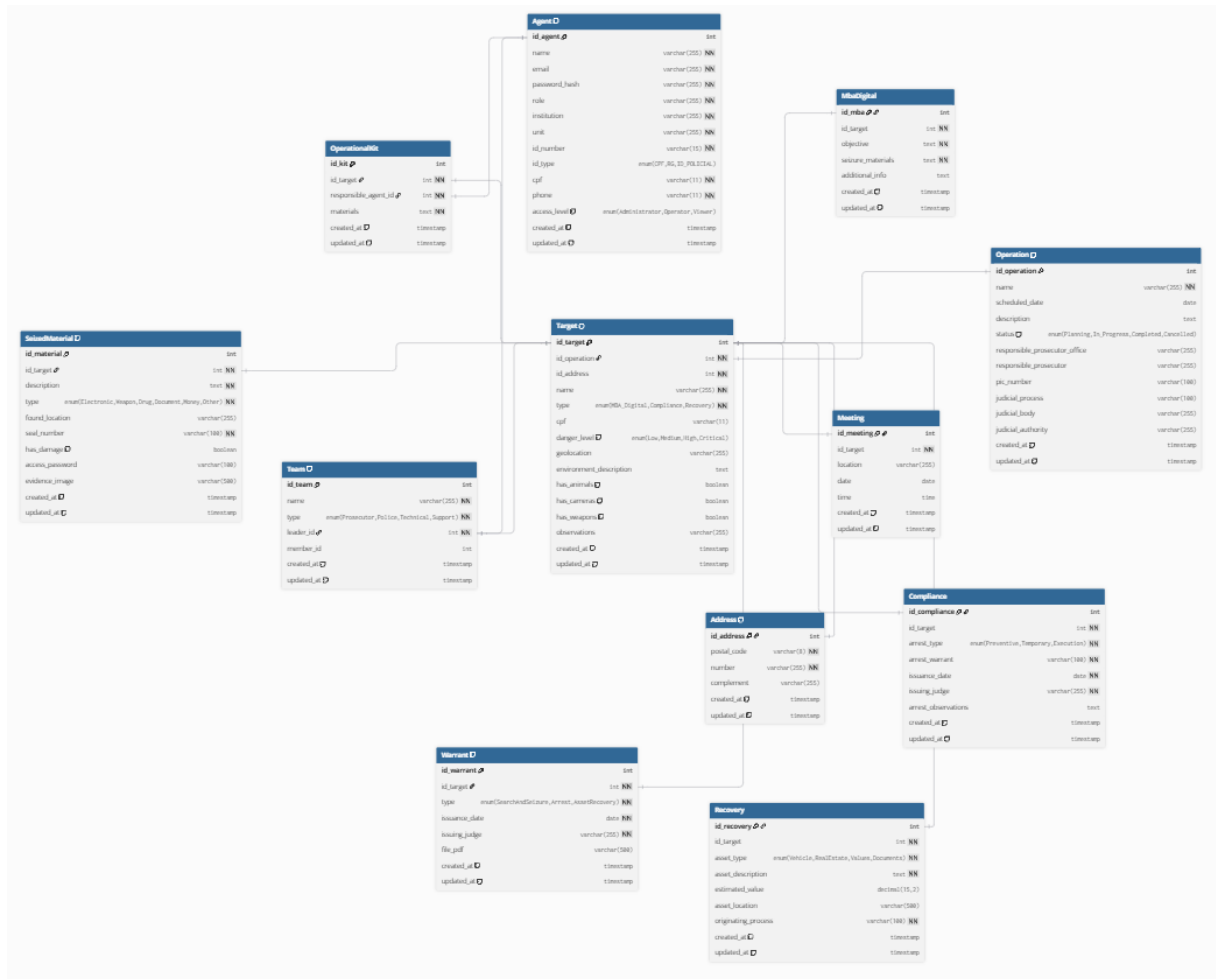 Agent
id_agent int
name varchar(255) NN
email varchar(255) NN
password_hash varchar(255) NN
role varchar(255) NN
institution varchar(255) NN
unit varchar(255) NN
id_number varchar(15) NN
id_type enum(CPF,RG,ID_POLICIAL)
cpf varchar(11) NN
phone varchar(11) NN
access_level enum(Administrator,Operator,Viewer)
created_at timestamp
updated_at timestamp
MbaDigital
id_mba int
id_target int NN
objective text NN
seizure_materials text NN
additional_info text
created_at timestamp
updated_at timestamp
OperationalKit
id_kit int
id_target int NN
responsible_agent_id int NN
materials text NN
created_at timestamp
updated_at timestamp
Operation
id_operation int
name varchar(255) NN
scheduled_date date
description text
status enum(Planning,In_Progress,Completed,Cancelled)
responsible_prosecutor_office varchar(255)
responsible_prosecutor varchar(255)
pic_number varchar(100)
judicial_process varchar(100)
judicial_body varchar(255)
judicial_authority varchar(255)
created_at timestamp
updated_at timestamp
SeizedMaterial
id_material int
id_target int NN
description text NN
type enum(Electronic,Weapon,Drug,Document,Money,Other) NN
found_location varchar(255)
seal_number varchar(100) NN
has_damage boolean
access_password varchar(100)
evidence_image varchar(500)
created_at timestamp
updated_at timestamp
Target
id_target int
id_operation int NN
id_address int NN
name varchar(255) NN
type enum(MBA_Digital,Compliance,Recovery) NN
cpf varchar(11)
danger_level enum(Low,Medium,High,Critical)
geolocation varchar(255)
environment_description text
has_animals boolean
has_cameras boolean
has_weapons boolean
observations varchar(255)
created_at timestamp
updated_at timestamp
Meeting
id_meeting int
id_target int NN
location varchar(255)
date date
time time
created_at timestamp
updated_at timestamp
Team
id_team int
name varchar(255) NN
type enum(Prosecutor,Police,Technical,Support) NN
leader_id int NN
member_id int
created_at timestamp
updated_at timestamp
Compliance
id_compliance int
id_target int NN
arrest_type enum(Preventive,Temporary,Execution) NN
arrest_warrant varchar(100) NN
issuance_date date NN
issuing_judge varchar(255) NN
arrest_observations text
created_at timestamp
updated_at timestamp
Address
id_address int
postal_code varchar(8) NN
number varchar(255) NN
complement varchar(255)
created_at timestamp
updated_at timestamp
Warrant
id_warrant int
id_target int NN
type enum(SearchandSeizure,Arrest,AssetRecovery) NN
issuance_date date NN
issuing_judge varchar(255) NN
file_pdf varchar(500)
created_at timestamp
updated_at timestamp
Recovery
id_recovery int
id_target int NN
asset_type enum(Vehicle,RealEstate,Values,Documents) NN
asset_description text NN
estimated_value decimal(15,2)
asset_location varchar(500)
originating_process varchar(100) NN
created_at timestamp
updated_at timestamp